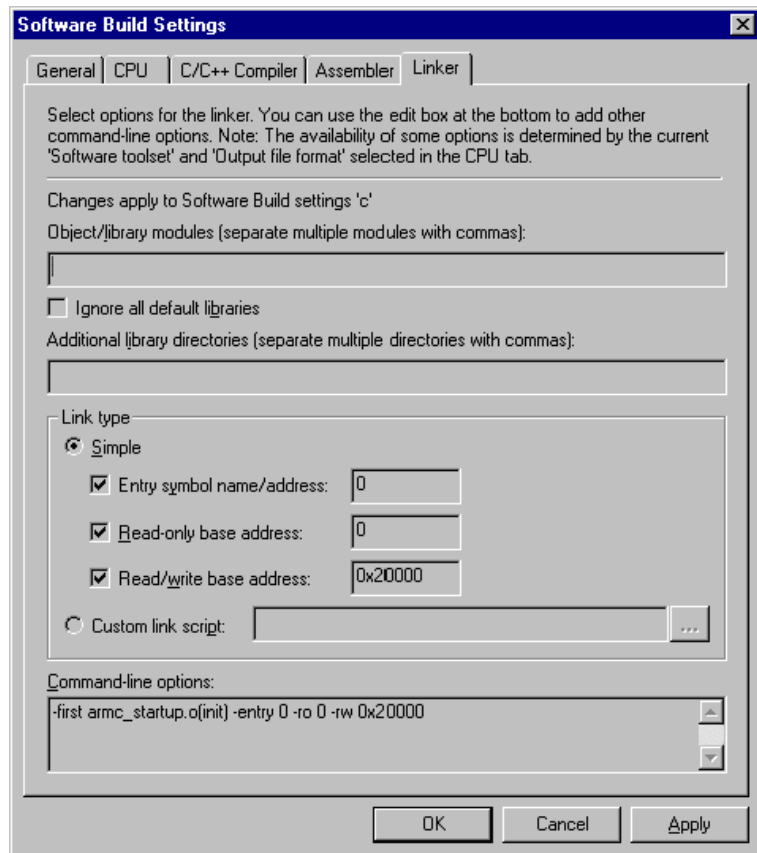 Software Build Settings
General CPU C/C++ Compiler Assembler Linker
Select options for the linker. You can use the edit box at the bottom to add other
command-line options. Note: The availability of some options is determined by the current
'Software toolset' and 'Output file format' selected in the CPU tab.
Changes apply to Software Build settings 'c'
Object/library modules (separate multiple modules with commas):
Ignore all default libraries
Additional library directories (separate multiple directories with commas):
Link type
Simple
Entry symbol name/address: 0
Read-only base address: 0
Read/write base address: 0x20000
Custom link script: ...
Command-line options:
-first armc_startup.o(init) -entry 0 -ro 0 -rw 0x20000
OK Cancel Apply